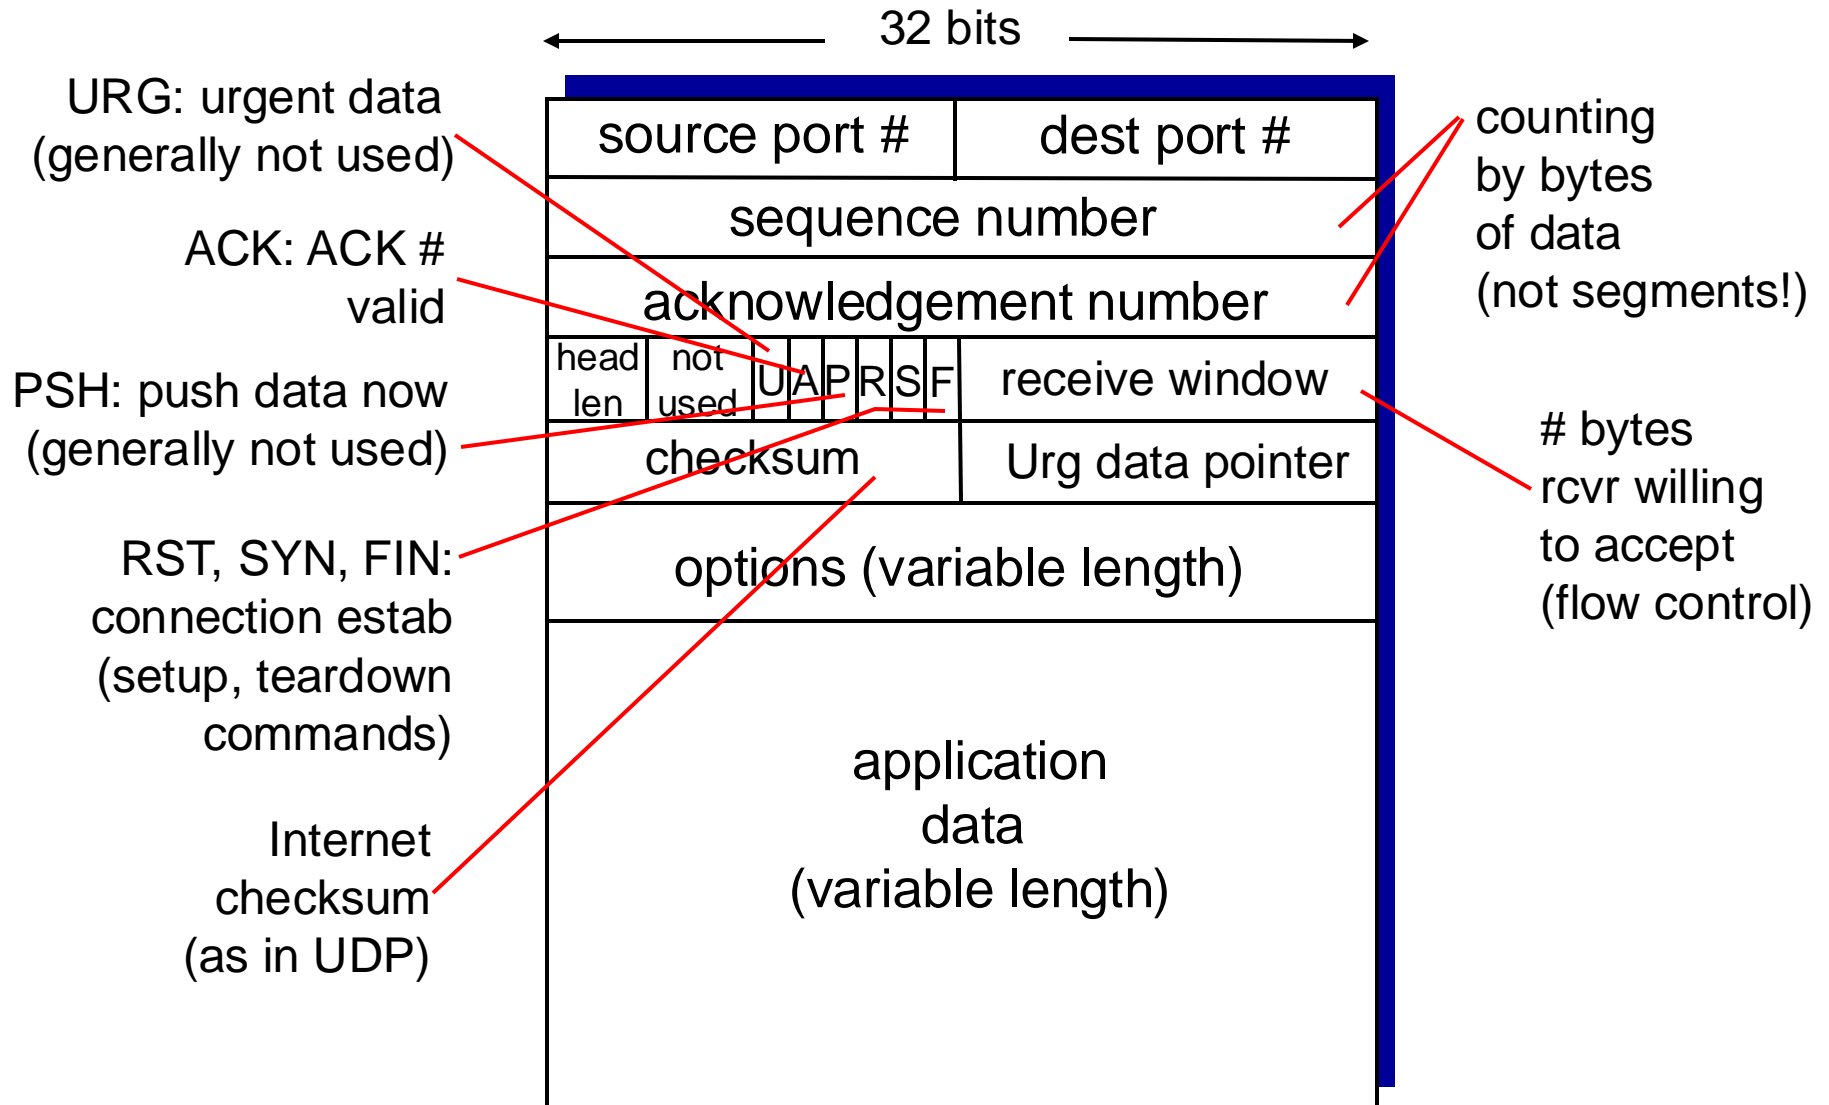 32 bits
URG: urgent data
(generally not used)
ACK: ACK #
valid
PSH: push data now
(generally not used)
RST, SYN, FIN:
connection estab
(setup, teardown
commands)
Internet
checksum
(as in UDP)
source port #
dest port #
sequence number
acknowledgement number
head
len
not
used
U
A
P
R
S
F
receive window
checksum
Urg data pointer
options (variable length)
application
data
(variable length)
counting
by bytes
of data
(not segments!)
# bytes
rcvr willing
to accept
(flow control)